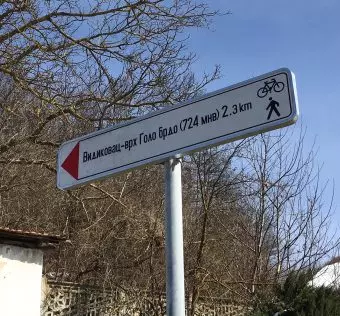 Видиковац-врх Голо брдо (724 мнв) 2,3 km